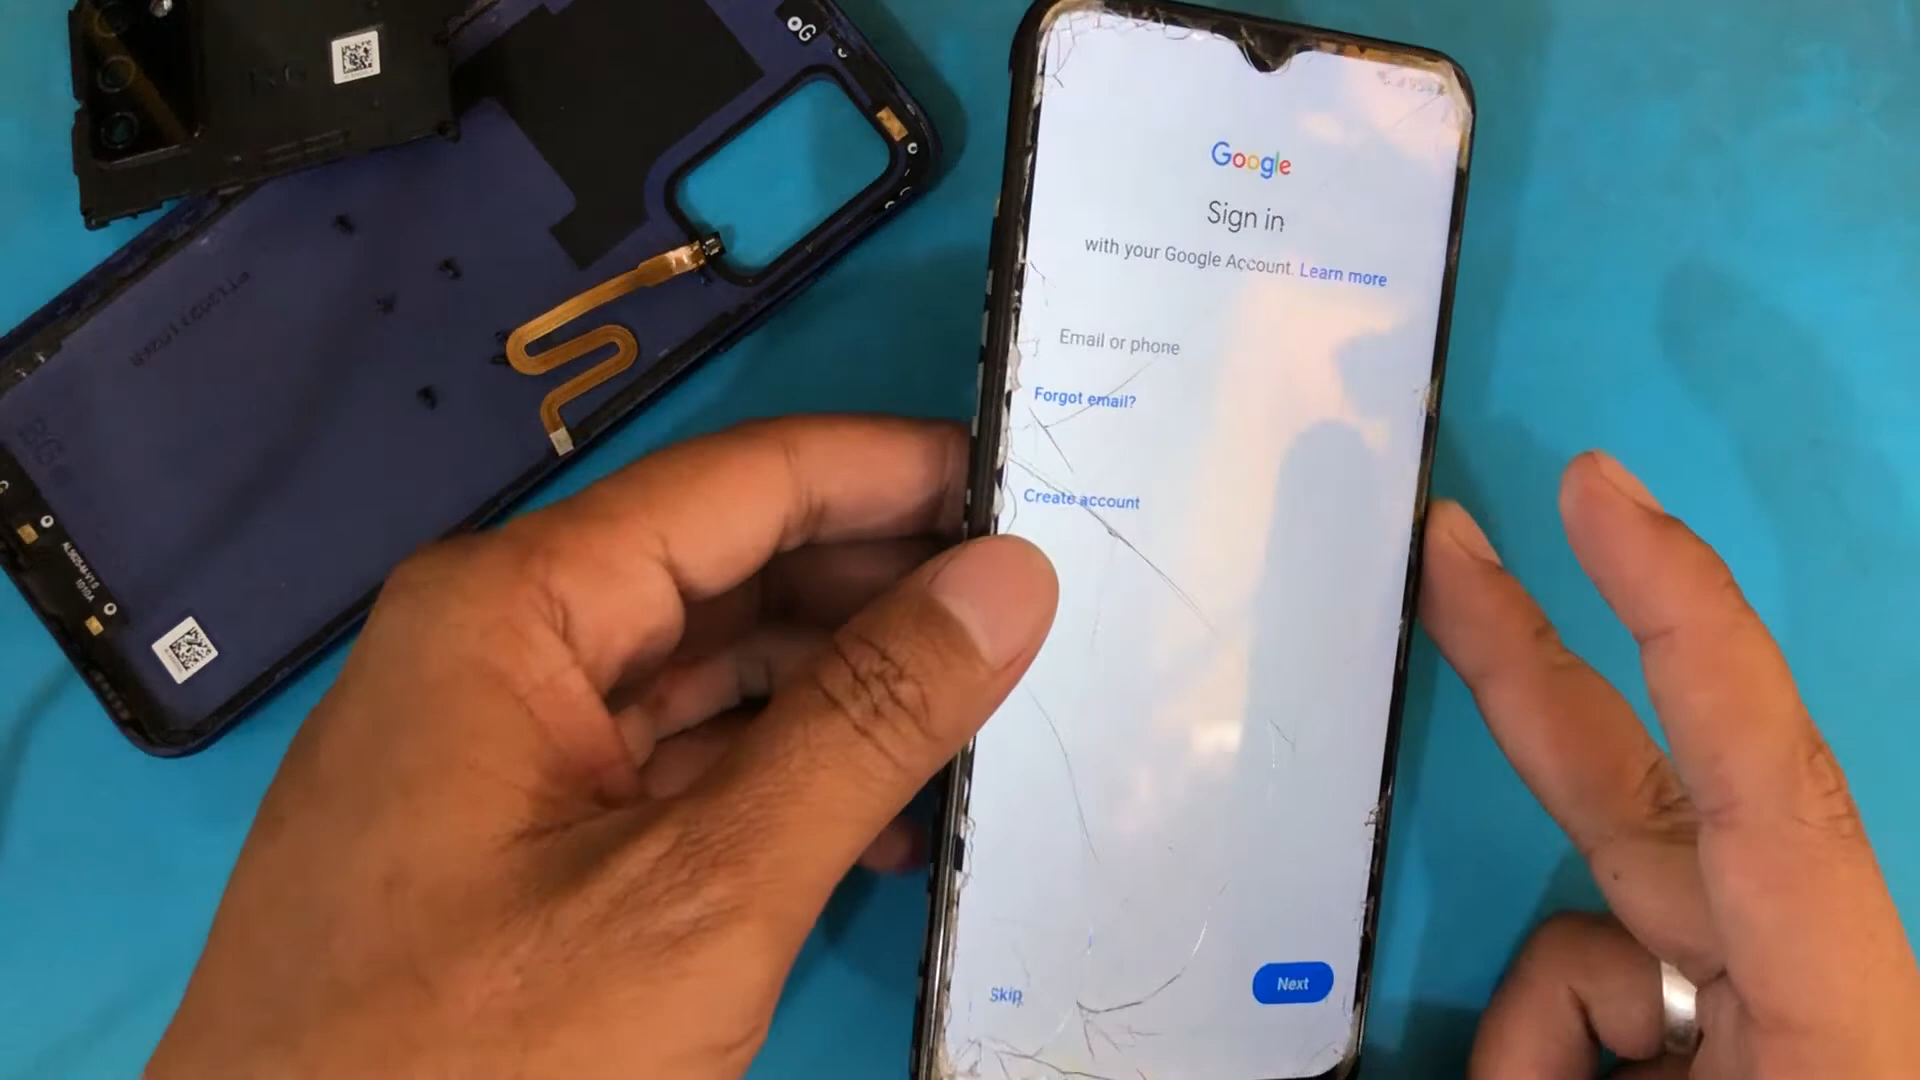 Google
Sign in
with your Google Account. Learn more
Email or phone
Forgot email?
Create account
Skip
Next